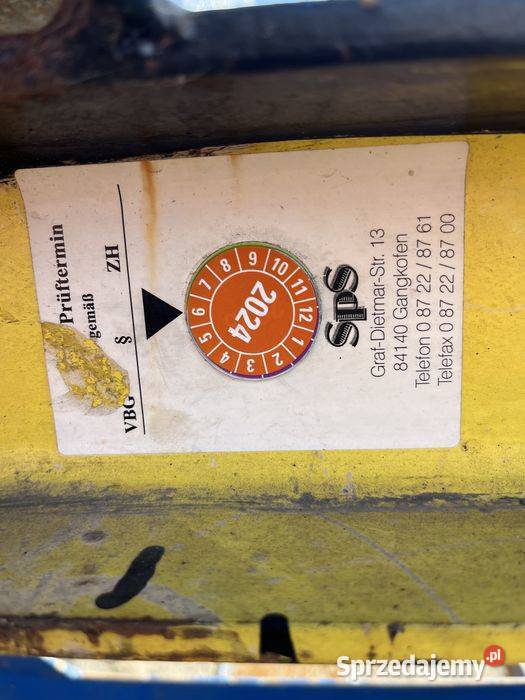 Prüftermin
gemäß
VBG § ZH
1 2 3 4 5 6 7 8 9 10 11 12
2024
sps
Graf-Dietmar-Str. 13
84140 Gangkofen
Telefon 0 87 22 / 87 61
Telefax 0 87 22 / 87 00
Sprzedajemy.pl